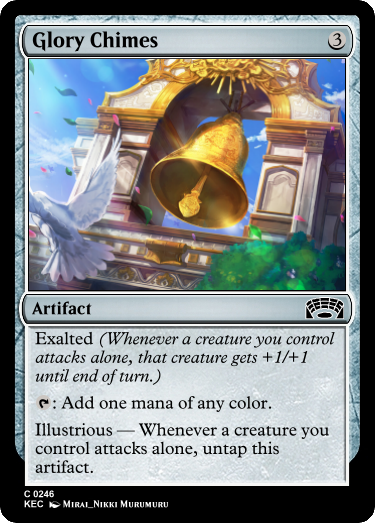 Glory Chimes 3
Artifact
Exalted (Whenever a creature you control
attacks alone, that creature gets +1/+1
until end of turn.)
: Add one mana of any color.
Illustrious — Whenever a creature you
control attacks alone, untap this
artifact.
C 0246
KEC Mirai_Nikki Murumuru